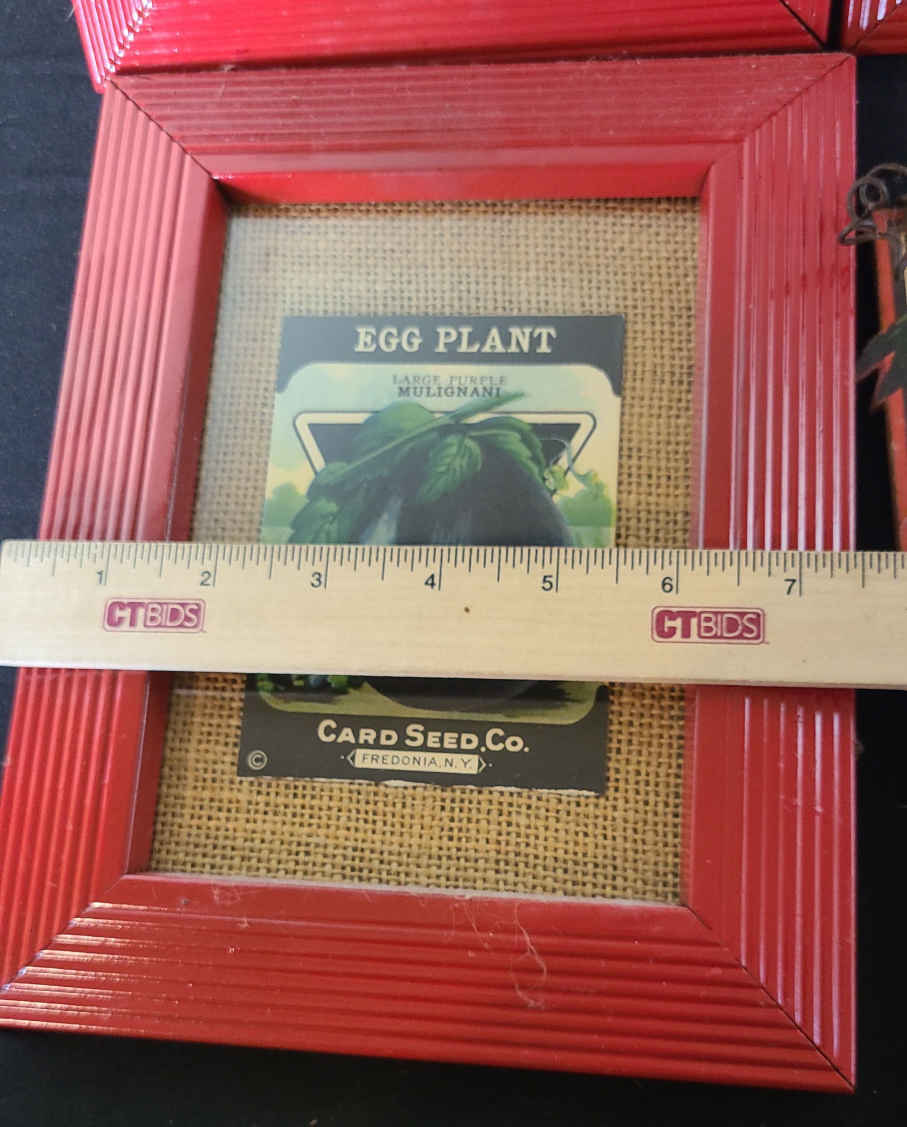 EGG PLANT
LARGE PURPLE
MULIGNANI
1 2 3 4 5 6 7
CTBIDS CTBIDS
CARD SEED. CO.
FREDONIA, N.Y.
©